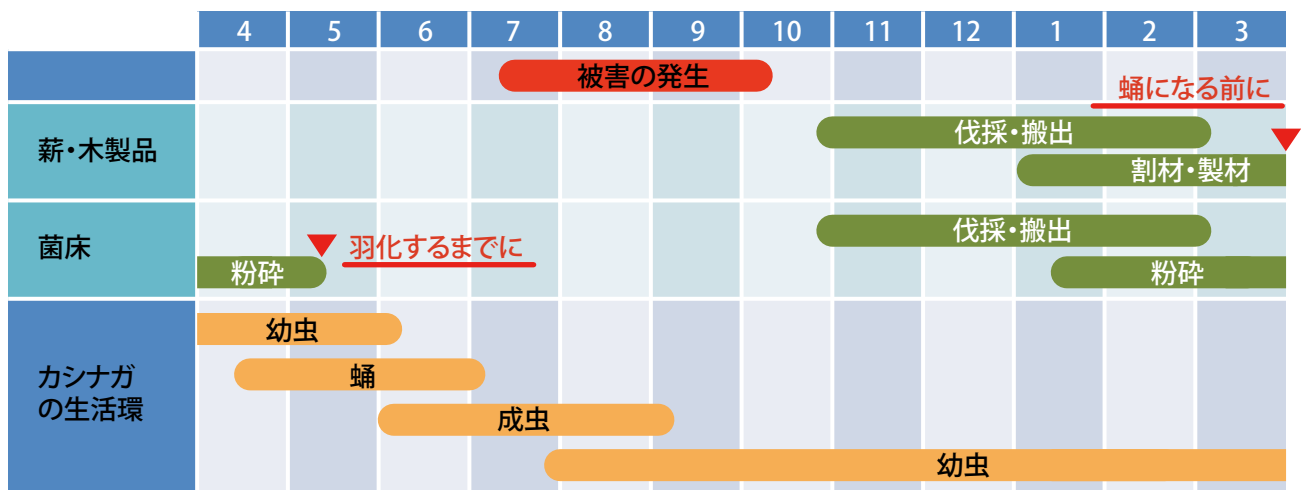 4 5 6 7 8 9 10 11 12 1 2 3
被害の発生
蛹になる前に
薪・木製品
伐採・搬出
割材・製材
菌床
伐採・搬出
羽化するまでに
粉砕
粉砕
カシナガ
の生活環
幼虫
蛹
成虫
幼虫